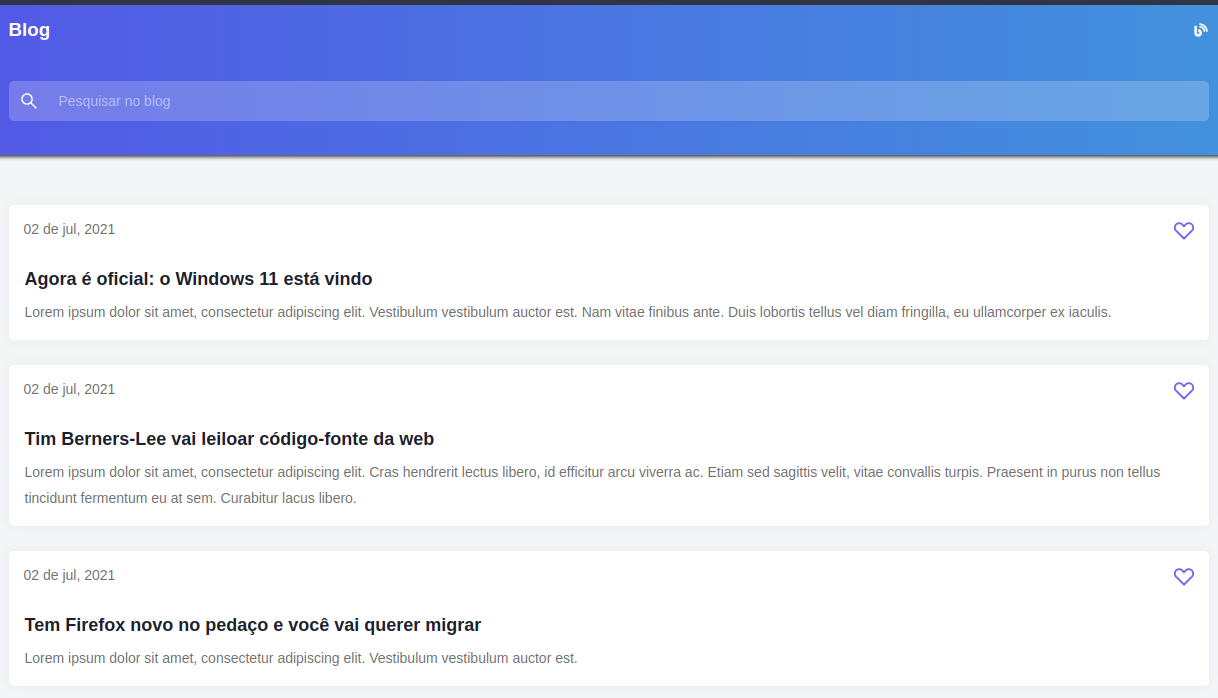 Blog
Pesquisar no blog
02 de jul, 2021
Agora é oficial: o Windows 11 está vindo
Lorem ipsum dolor sit amet, consectetur adipiscing elit. Vestibulum vestibulum auctor est. Nam vitae finibus ante. Duis lobortis tellus vel diam fringilla, eu ullamcorper ex iaculis.
02 de jul, 2021
Tim Berners-Lee vai leiloar código-fonte da web
Lorem ipsum dolor sit amet, consectetur adipiscing elit. Cras hendrerit lectus libero, id efficitur arcu viverra ac. Etiam sed sagittis velit, vitae convallis turpis. Praesent in purus non tellus
tincidunt fermentum eu at sem. Curabitur lacus libero.
02 de jul, 2021
Tem Firefox novo no pedaço e você vai querer migrar
Lorem ipsum dolor sit amet, consectetur adipiscing elit. Vestibulum vestibulum auctor est.